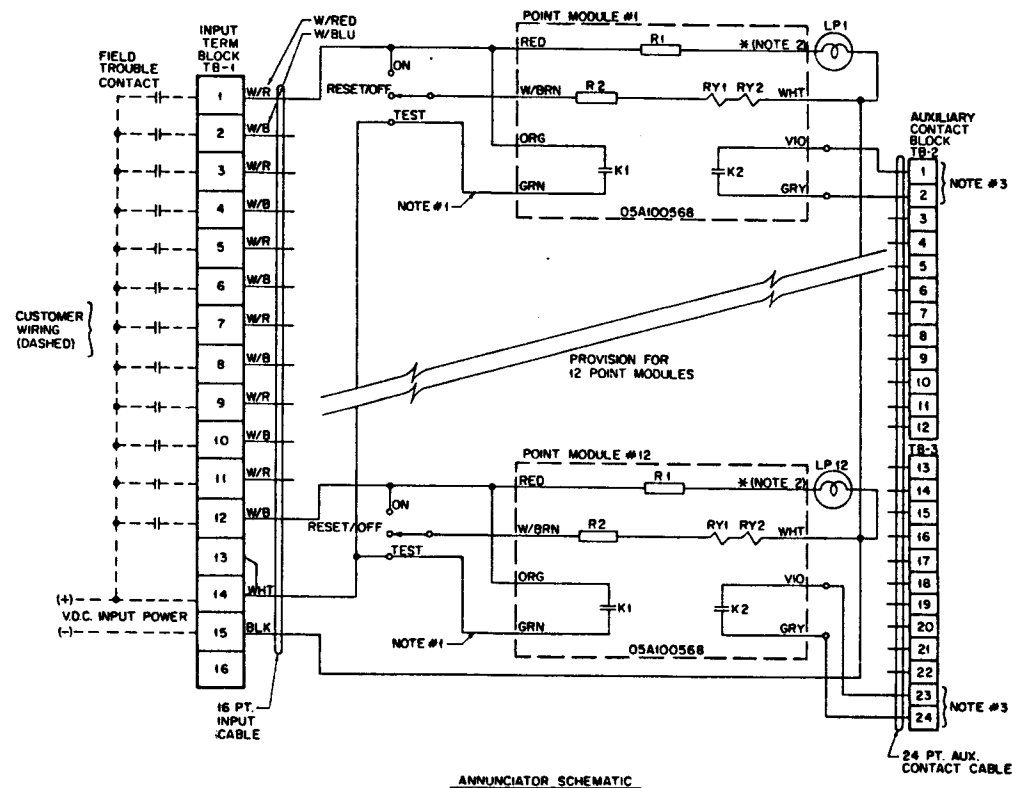 W/RED
W/BLU
INPUT
TERM
BLOCK
TB-1
FIELD
TROUBLE
CONTACT
1 W/R
2 W/B
3 W/R
4 W/B
5 W/R
6 W/B
7 W/R
8 W/B
9 W/R
10 W/B
11 W/R
12 W/B
13
14 WHT
15 BLK
16
CUSTOMER
WIRING
(DASHED)
(+)
V.D.C. INPUT POWER
(-)
16 PT.
INPUT
CABLE
ON
RESET/OFF
TEST
NOTE #1
POINT MODULE #1
RED
R1
*(NOTE 2)
LP1
W/BRN
R2
RY1 RY2
WHT
ORG
K1
GRN
VIO
K2
GRY
05A100568
PROVISION FOR
12 POINT MODULES
ON
RESET/OFF
TEST
NOTE #1
POINT MODULE #12
RED
R1
*(NOTE 2)
LP 12
W/BRN
R2
RY1 RY2
WHT
ORG
K1
GRN
VIO
K2
GRY
05A100568
AUXILIARY
CONTACT
BLOCK
TB-2
1
2
NOTE #3
3
4
5
6
7
8
9
10
11
12
TB-3
13
14
15
16
17
18
19
20
21
22
23
24
NOTE #3
24 PT. AUX.
CONTACT CABLE
ANNUNCIATOR SCHEMATIC